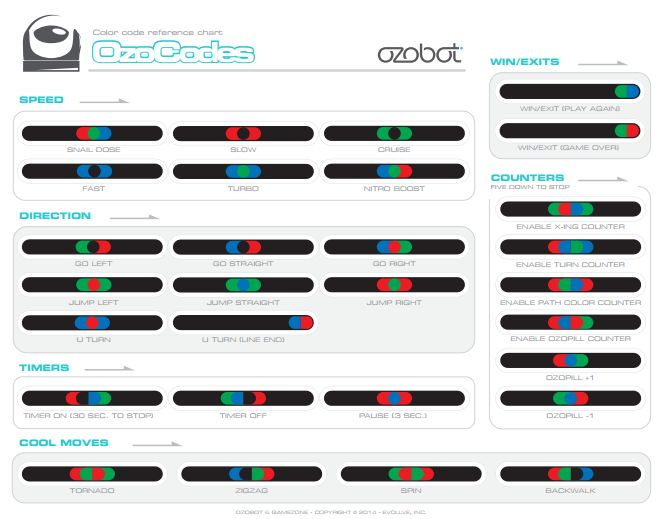 Color code reference chart
OzoCodes
ozobot
SPEED
SNAIL DOSE
SLOW
CRUISE
FAST
TURBO
NITRO BOOST
DIRECTION
GO LEFT
GO STRAIGHT
GO RIGHT
JUMP LEFT
JUMP STRAIGHT
JUMP RIGHT
U TURN
U TURN (LINE END)
TIMERS
TIMER ON (30 SEC. TO STOP)
TIMER OFF
PAUSE (3 SEC.)
COOL MOVES
TORNADO
ZIGZAG
SPIN
BACKWALK
WIN/EXITS
WIN/EXIT (PLAY AGAIN)
WIN/EXIT (GAME OVER)
COUNTERS
FIVE DOWN TO STOP
ENABLE X-ING COUNTER
ENABLE TURN COUNTER
ENABLE PATH COLOR COUNTER
ENABLE OZOPILL COUNTER
OZOPILL +1
OZOPILL -1
OZOBOT & GAMEZONE - COPYRIGHT © 2014 - EVOLLVE, INC.